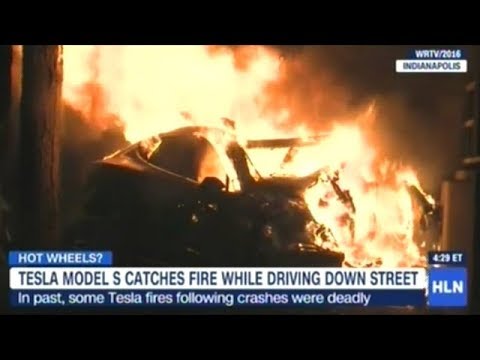 WRTV/2016
INDIANAPOLIS
HOT WHEELS?
4:29 ET
TESLA MODEL S CATCHES FIRE WHILE DRIVING DOWN STREET
In past, some Tesla fires following crashes were deadly
HLN